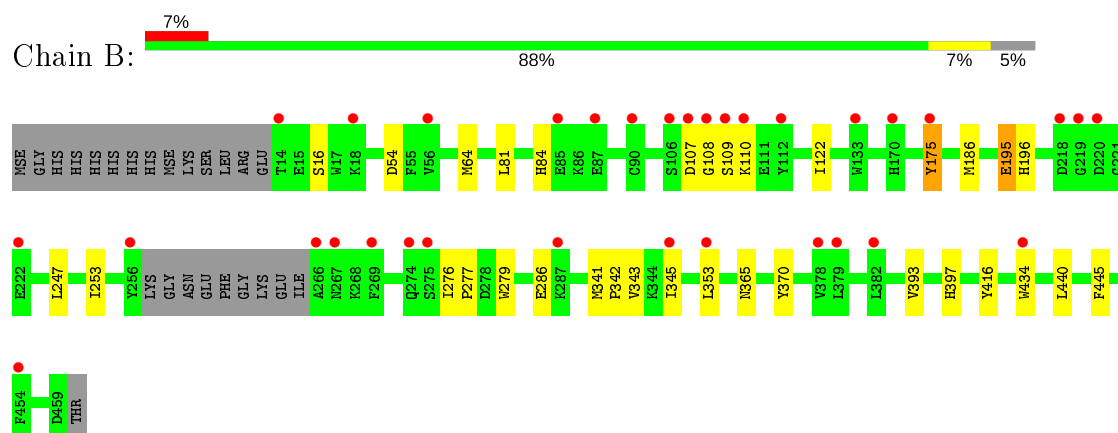 7%
Chain B:
88% 7% 5%
MSE GLY HIS HIS HIS HIS HIS HIS MSE LYS SER LEU ARG GLU T14 E15 S16 W17 K18 D54 F55 V56 M64 L81 H84 E85 K86 E87 C90 S106 D107 G108 S109 K110 E111 Y112 I122 W133 H170 Y175 M186 E195 H196 D218 G219 D220 G221
E222 L247 I253 Y256 LYS GLY ASN GLU PHE GLY LYS GLU ILE A266 N267 K268 F269 Q274 S275 I276 P277 D278 W279 E286 K287 M341 P342 V343 K344 I345 L353 N365 Y370 V378 L379 L382 V393 H397 Y416 W434 L440 F445
F454 D459 THR